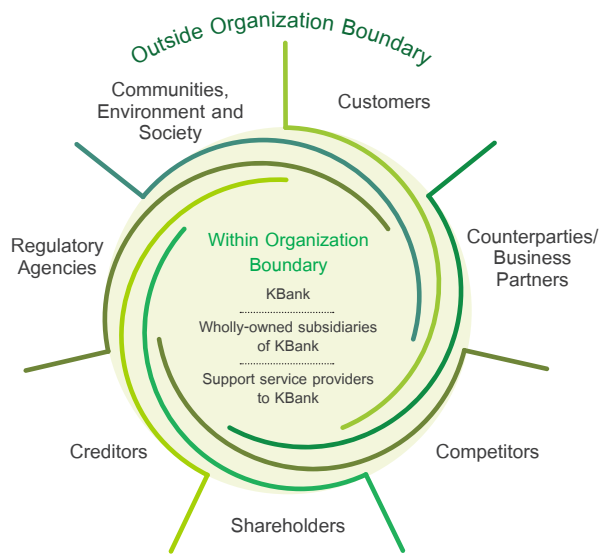 Outside Organization Boundary
Communities,
Environment and
Society
Customers
Regulatory
Agencies
Within Organization
Boundary
KBank
Wholly-owned subsidiaries
of KBank
Support service providers
to KBank
Counterparties/
Business
Partners
Creditors
Competitors
Shareholders